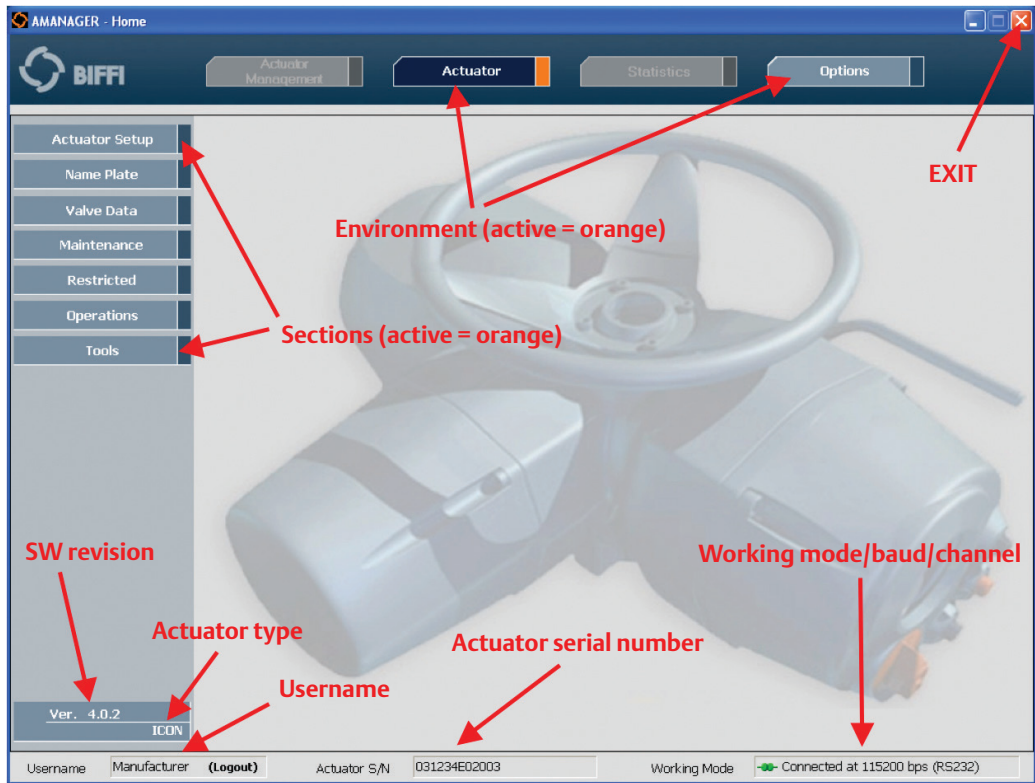 AMANAGER - Home
BIFFI
Actuator
Management
Actuator
Statistics
Options
EXIT
Actuator Setup
Name Plate
Valve Data
Maintenance
Restricted
Operations
Tools
Environment (active = orange)
Sections (active = orange)
SW revision
Working mode/baud/channel
Actuator type
Actuator serial number
Username
Ver. 4.0.2
ICON
Username Manufacturer (Logout) Actuator S/N 031234E02003 Working Mode Connected at 115200 bps (RS232)